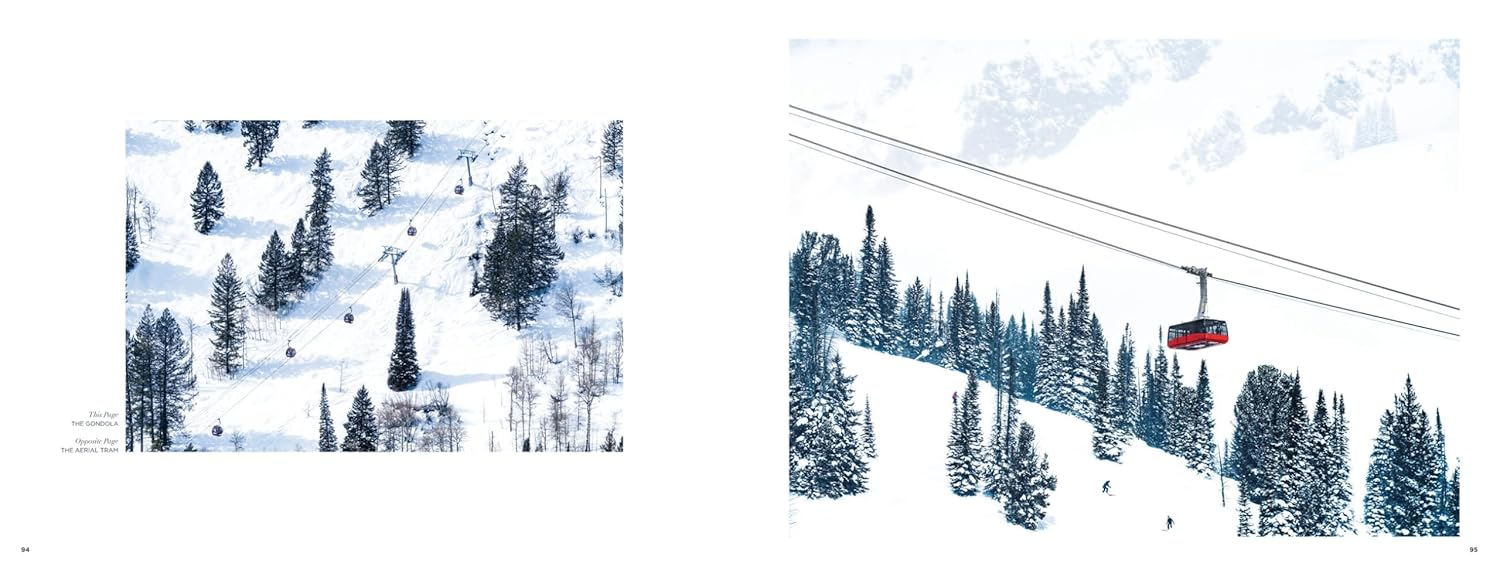 This Page
THE GONDOLA
Opposite Page
THE AERIAL TRAM
94
95